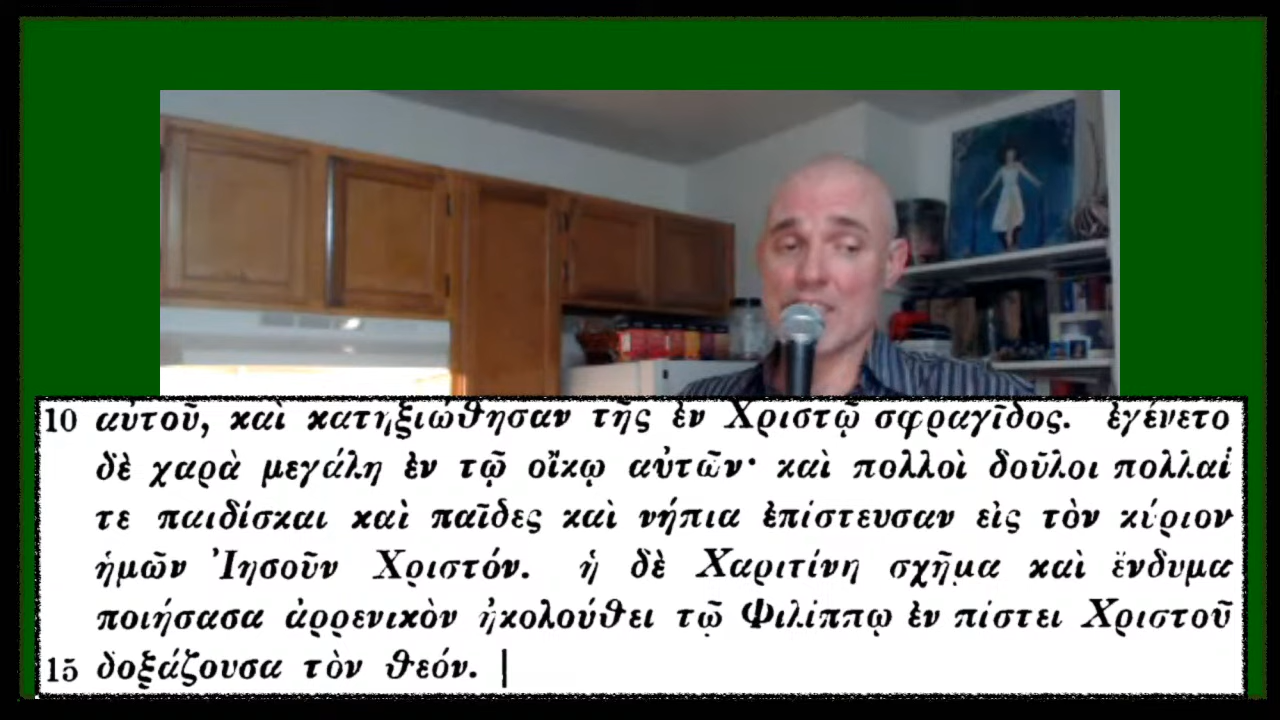 10 αὐτοῦ, καὶ κατηξιώθησαν τῆς ἐν Χριστῷ σφραγῖδος. ἐγένετο
δὲ χαρὰ μεγάλη ἐν τῷ οἴκῳ αὐτῶν· καὶ πολλοὶ δοῦλοι πολλαί
τε παιδίσκαι καὶ παῖδες καὶ νήπια ἐπίστευσαν εἰς τὸν κύριον
ἡμῶν Ἰησοῦν Χριστόν. ἡ δὲ Χαριτίνη σχῆμα καὶ ἔνδυμα
ποιήσασα ἀρρενικὸν ἠκολούθει τῷ Φιλίππῳ ἐν πίστει Χριστοῦ
15 δοξάζουσα τὸν θεόν. |